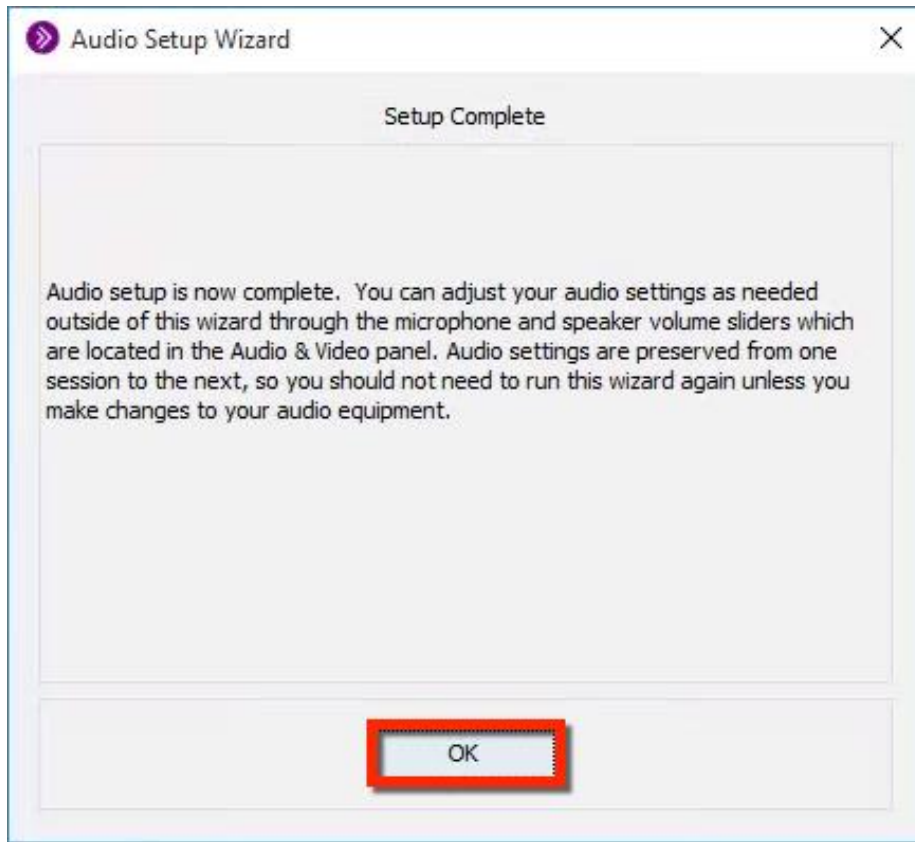 Audio Setup Wizard
Setup Complete
Audio setup is now complete.  You can adjust your audio settings as needed
outside of this wizard through the microphone and speaker volume sliders which
are located in the Audio & Video panel. Audio settings are preserved from one
session to the next, so you should not need to run this wizard again unless you
make changes to your audio equipment.
OK